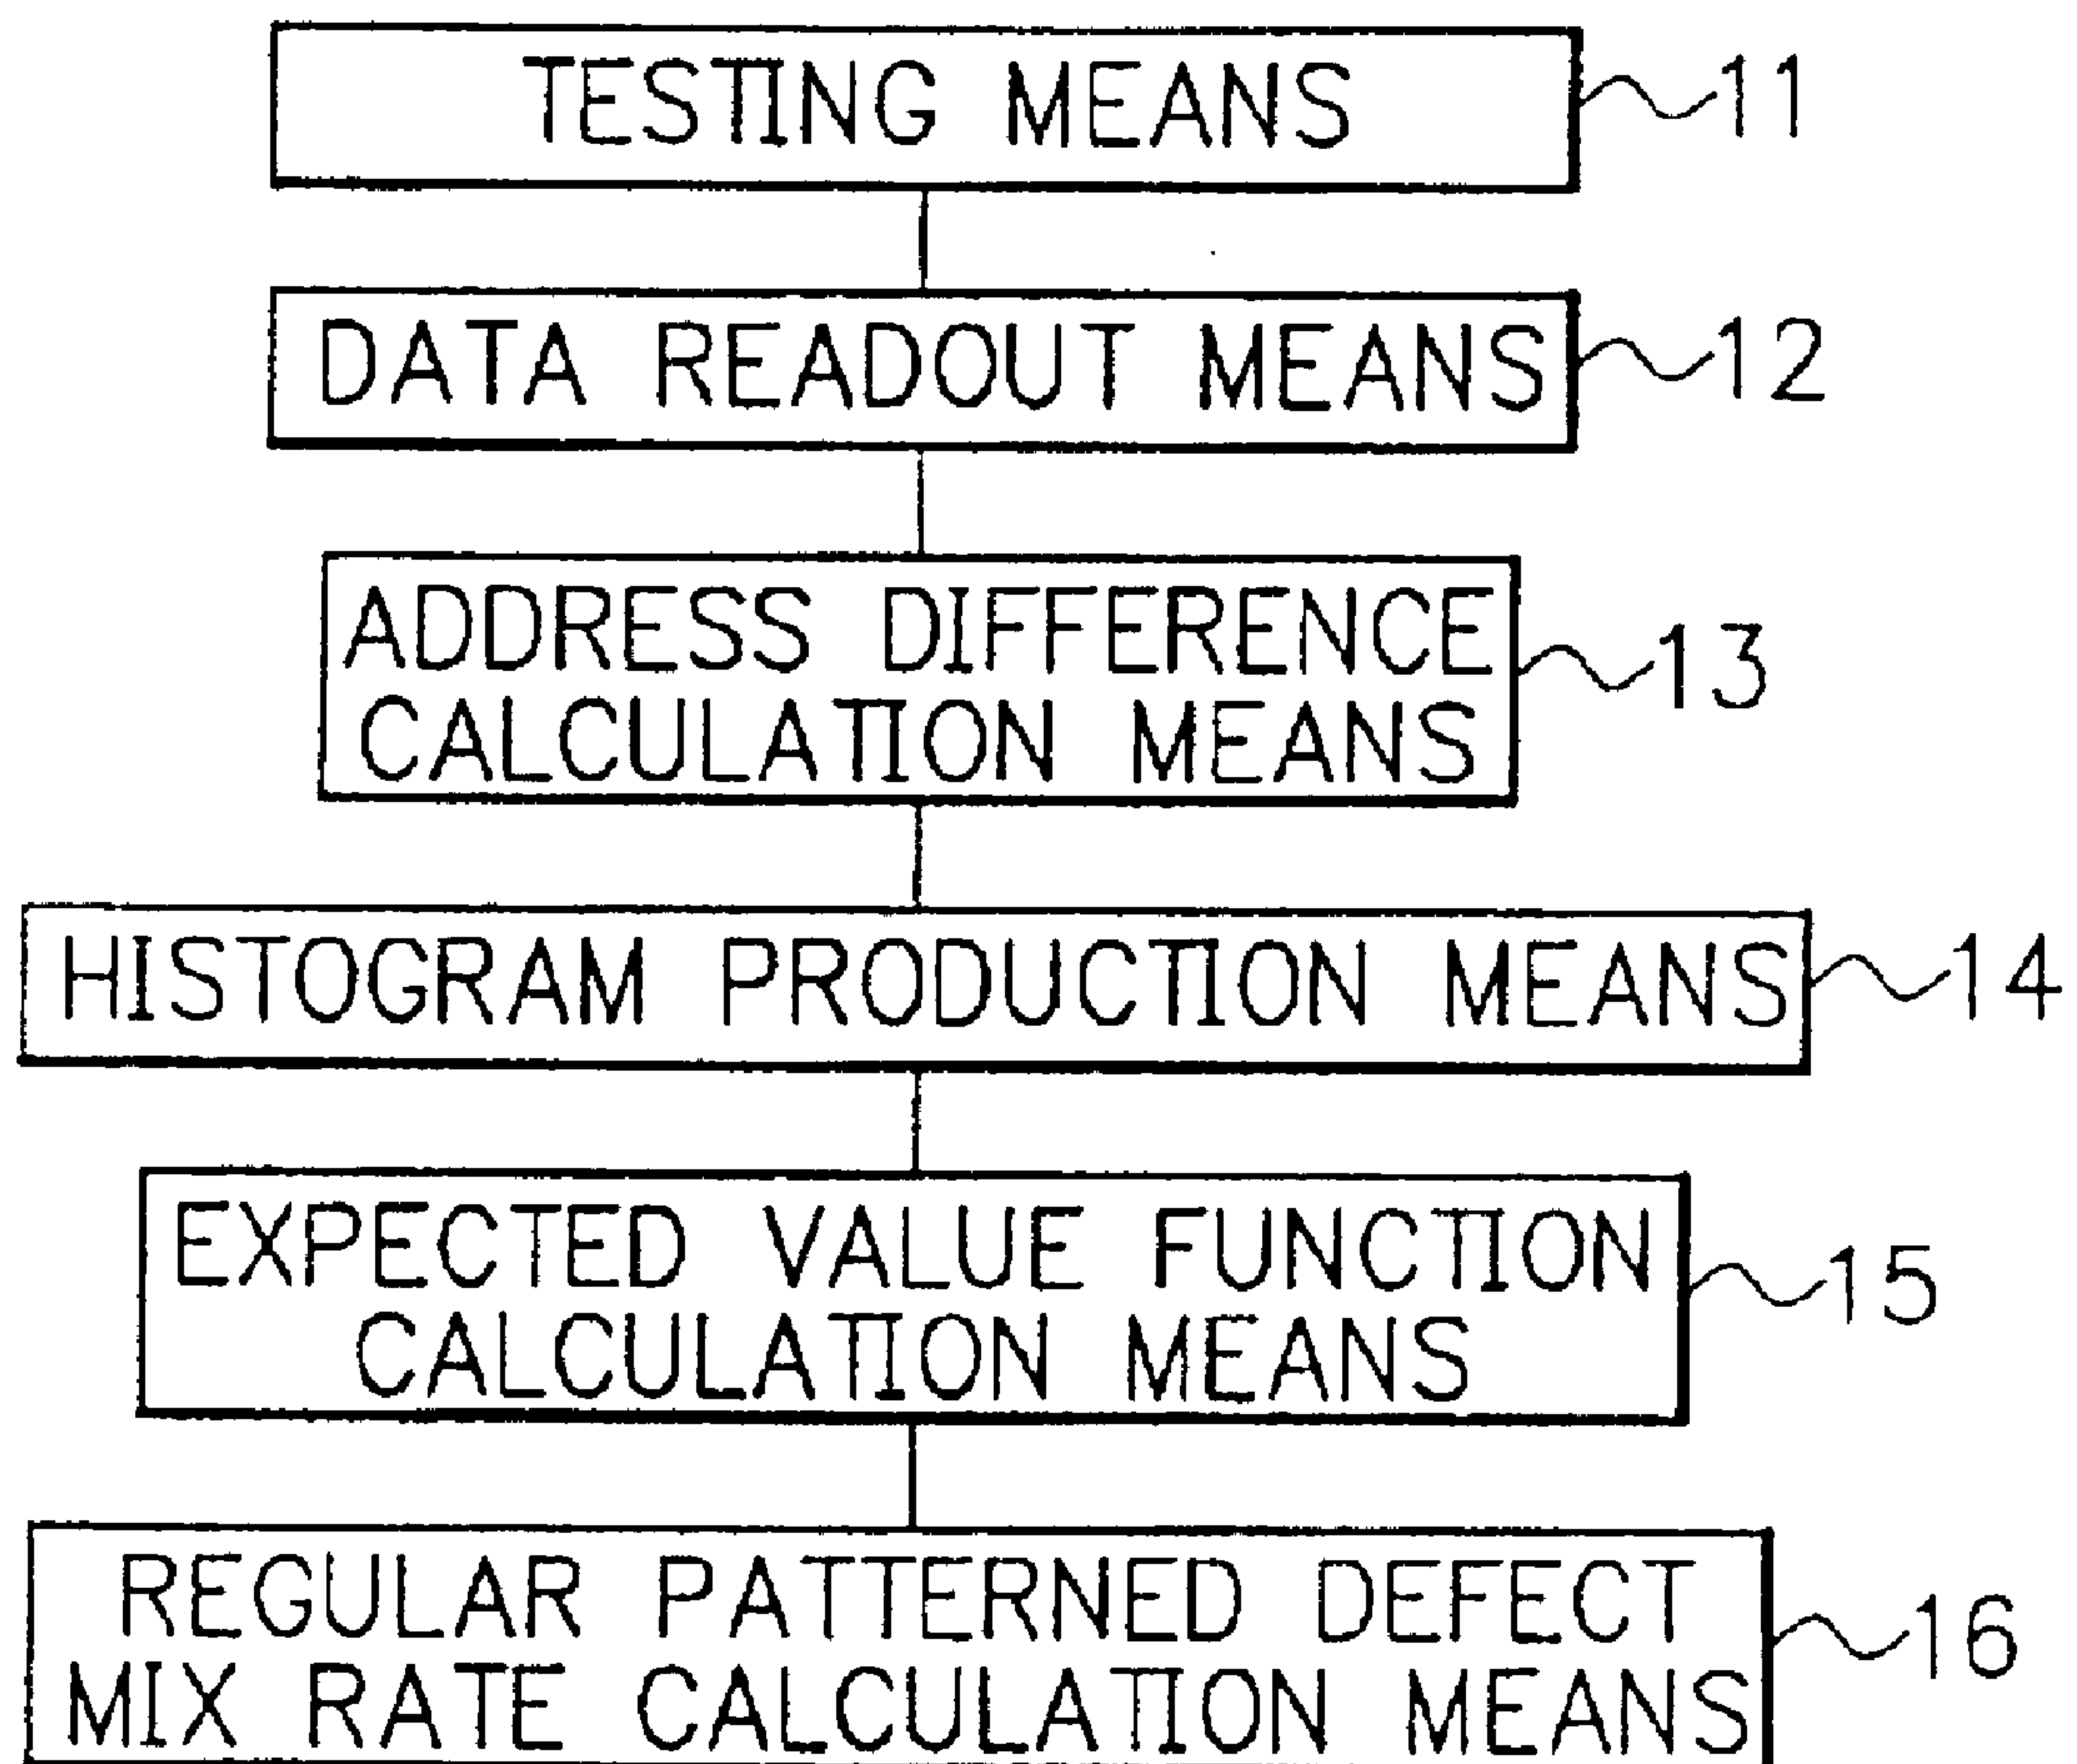 TESTING MEANS 11
DATA READOUT MEANS 12
ADDRESS DIFFERENCE
CALCULATION MEANS
13
HISTOGRAM PRODUCTION MEANS 14
EXPECTED VALUE FUNCTION
CALCULATION MEANS
15
REGULAR PATTERNED DEFECT
MIX RATE CALCULATION MEANS
16